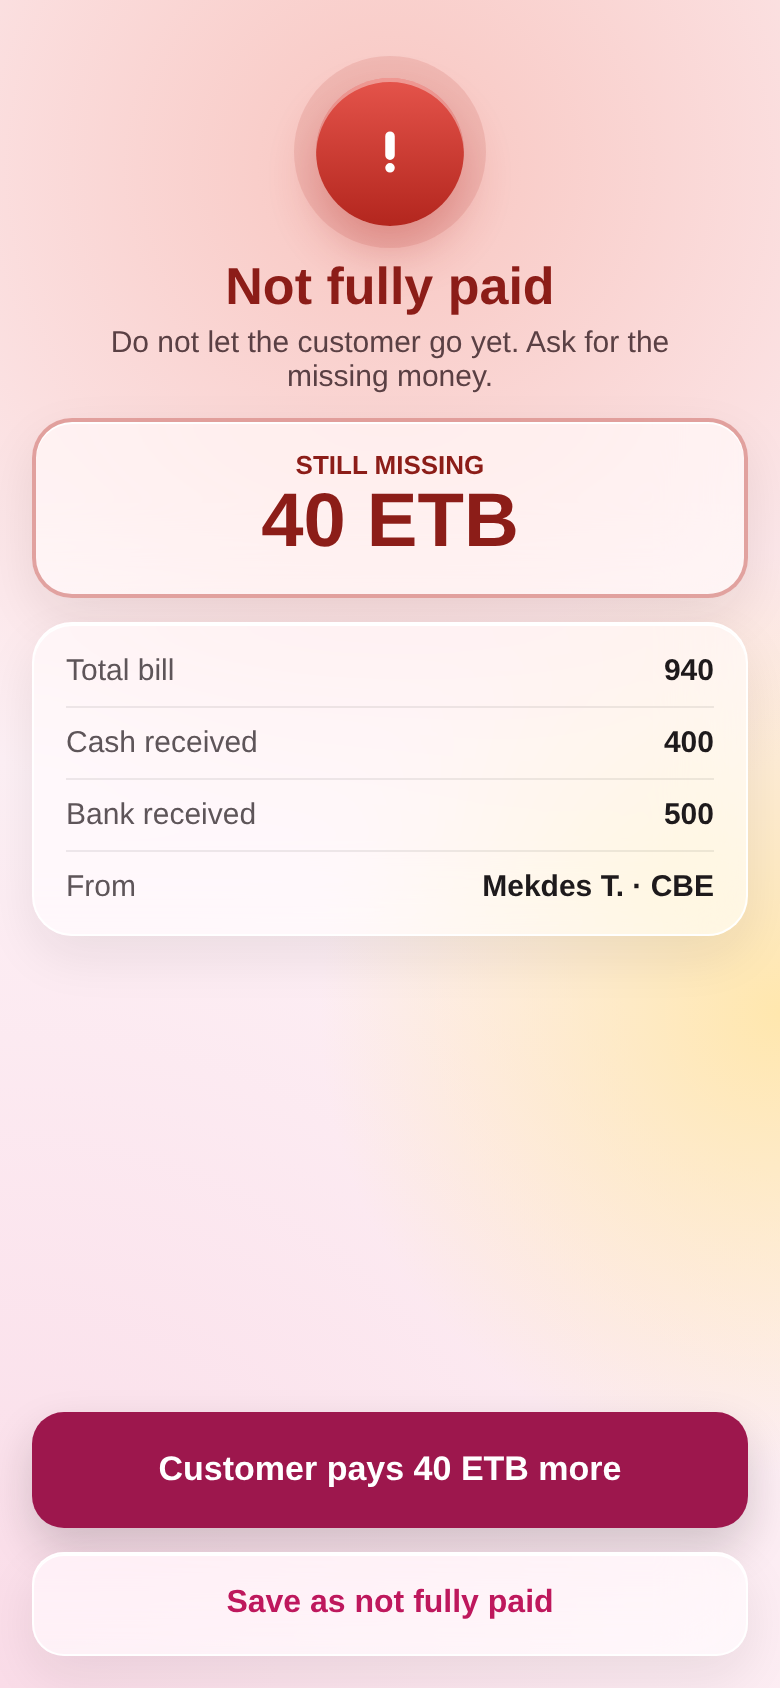 Not fully paid
Do not let the customer go yet. Ask for the
missing money.
STILL MISSING
40 ETB
Total bill 940
Cash received 400
Bank received 500
From Mekdes T. · CBE
Customer pays 40 ETB more
Save as not fully paid